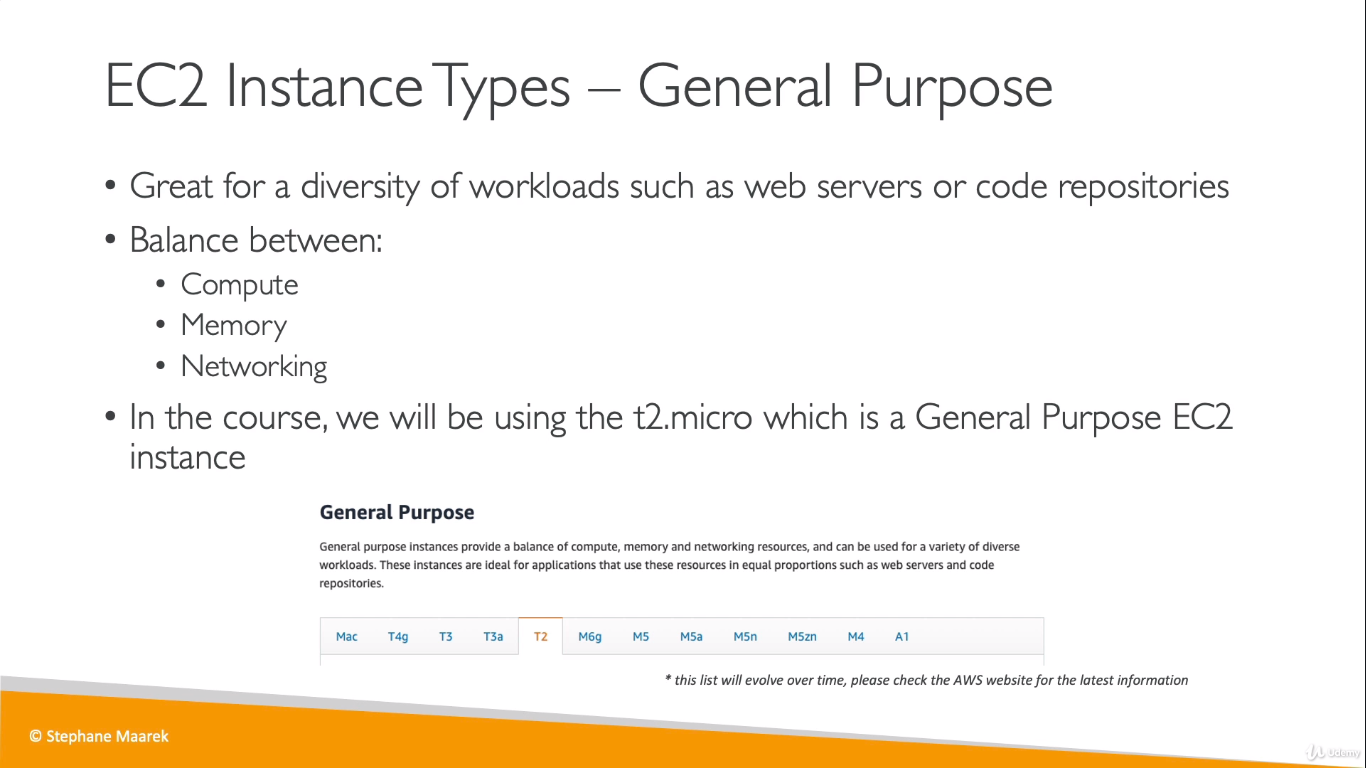 EC2 Instance Types – General Purpose
• Great for a diversity of workloads such as web servers or code repositories
• Balance between:
• Compute
• Memory
• Networking
• In the course, we will be using the t2.micro which is a General Purpose EC2
instance
General Purpose
General purpose instances provide a balance of compute, memory and networking resources, and can be used for a variety of diverse
workloads. These instances are ideal for applications that use these resources in equal proportions such as web servers and code
repositories.
Mac T4g T3 T3a T2 M6g M5 M5a M5n M5zn M4 A1
* this list will evolve over time, please check the AWS website for the latest information
© Stephane Maarek
Udemy